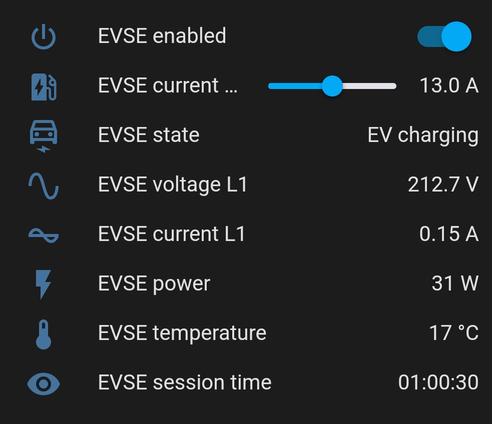 EVSE enabled
EVSE current ... 13.0 A
EVSE state EV charging
EVSE voltage L1 212.7 V
EVSE current L1 0.15 A
EVSE power 31 W
EVSE temperature 17 °C
EVSE session time 01:00:30